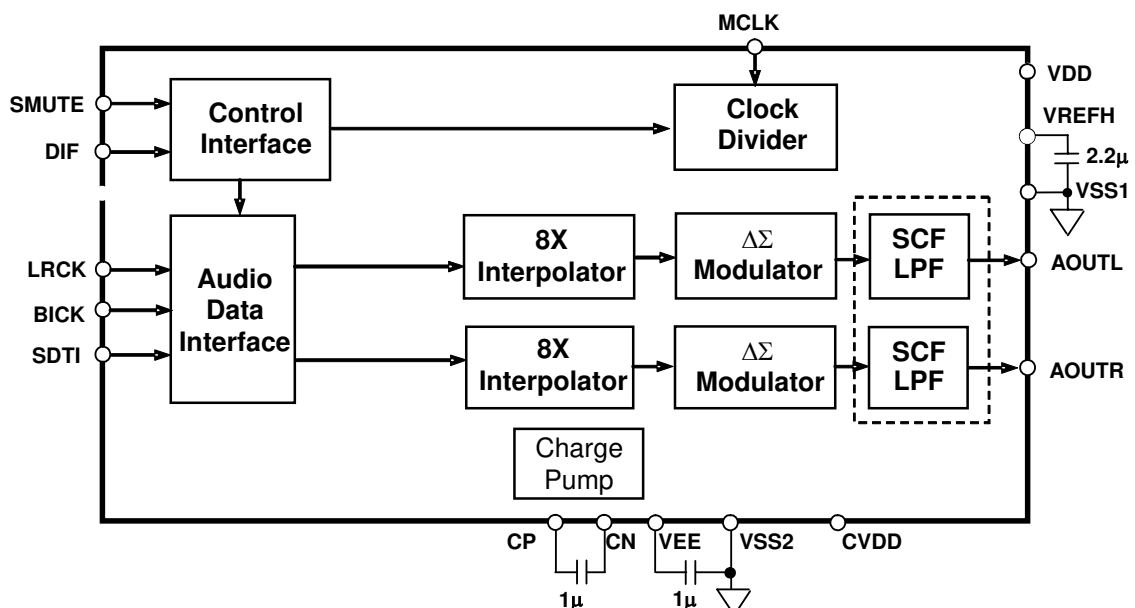 MCLK
SMUTE
DIF
Control
Interface
Clock
Divider
VDD
VREFH
2.2μ
VSS1
LRCK
BICK
SDTI
Audio
Data
Interface
8X
Interpolator
ΔΣ
Modulator
SCF
LPF
AOUTL
8X
Interpolator
ΔΣ
Modulator
SCF
LPF
AOUTR
Charge
Pump
CP
CN
VEE
VSS2
CVDD
1μ
1μ